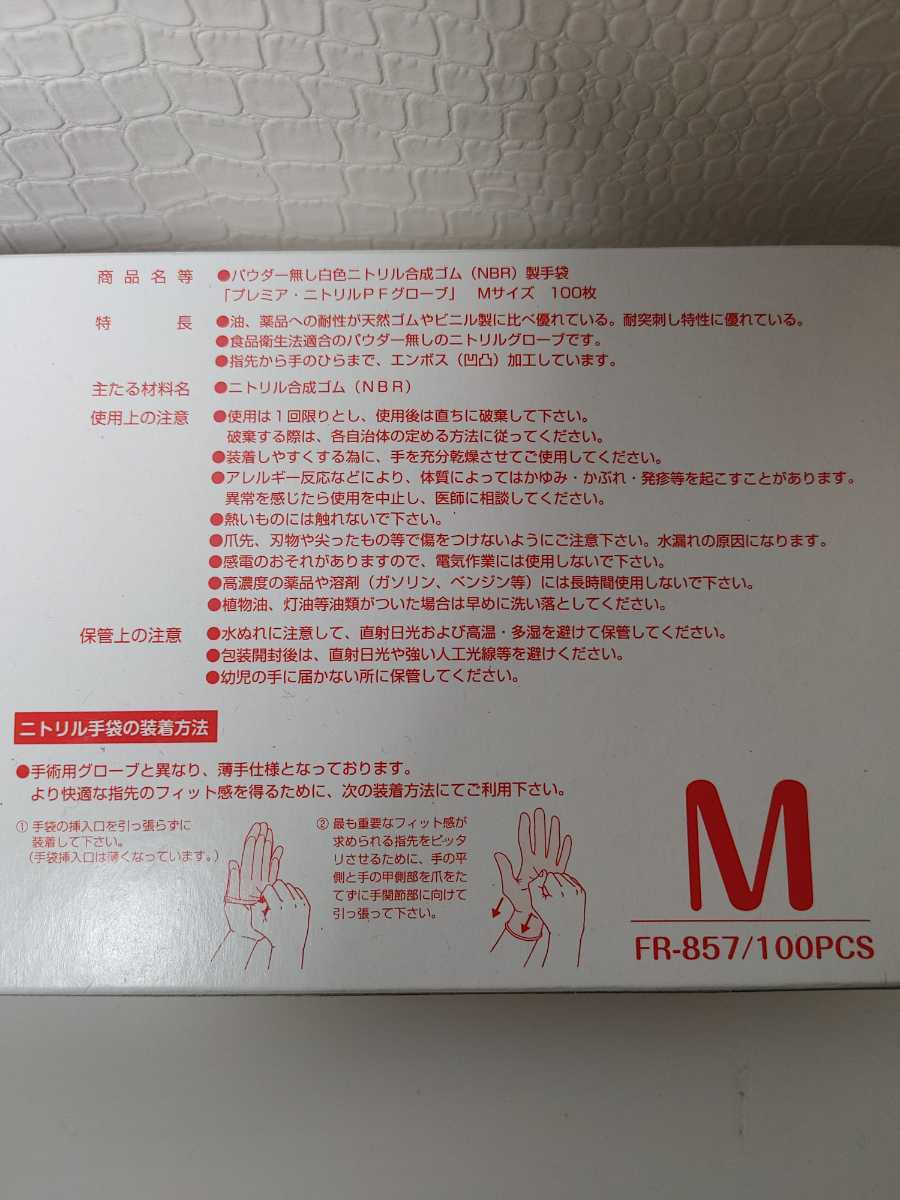 商品名等 ●パウダー無し白色ニトリル合成ゴム（NBR）製手袋
「プレミア・ニトリルPFグローブ」 Mサイズ 100枚
特長 ●油、薬品への耐性が天然ゴムやビニル製に比べ優れている。耐突刺し特性に優れている。
●食品衛生法適合のパウダー無しのニトリルグローブです。
●指先から手のひらまで、エンボス（凹凸）加工しています。
主たる材料名 ●ニトリル合成ゴム（NBR）
使用上の注意 ●使用は1回限りとし、使用後は直ちに破棄して下さい。
破棄する際は、各自治体の定める方法に従ってください。
●装着しやすくする為に、手を充分乾燥させてご使用してください。
●アレルギー反応などにより、体質によってはかゆみ・かぶれ・発疹等を起こすことがあります。
異常を感じたら使用を中止し、医師に相談してください。
●熱いものには触れないで下さい。
●爪先、刃物や尖ったもの等で傷をつけないようにご注意下さい。水漏れの原因になります。
●感電のおそれがありますので、電気作業には使用しないで下さい。
●高濃度の薬品や溶剤（ガソリン、ベンジン等）には長時間使用しないで下さい。
●植物油、灯油等油類がついた場合は早めに洗い落としてください。
保管上の注意 ●水ぬれに注意して、直射日光および高温・多湿を避けて保管してください。
●包装開封後は、直射日光や強い人工光線等を避けください。
●幼児の手に届かない所に保管してください。
ニトリル手袋の装着方法
●手術用グローブと異なり、薄手仕様となっております。
より快適な指先のフィット感を得るために、次の装着方法にてご利用下さい。
① 手袋の挿入口を引っ張らずに
装着して下さい。
（手袋挿入口は薄くなっています。）
② 最も重要なフィット感が
求められる指先をピッタ
リさせるために、手の平
側と手の甲側部を爪をた
てずに手関節部に向けて
引っ張って下さい。
M
FR-857/100PCS